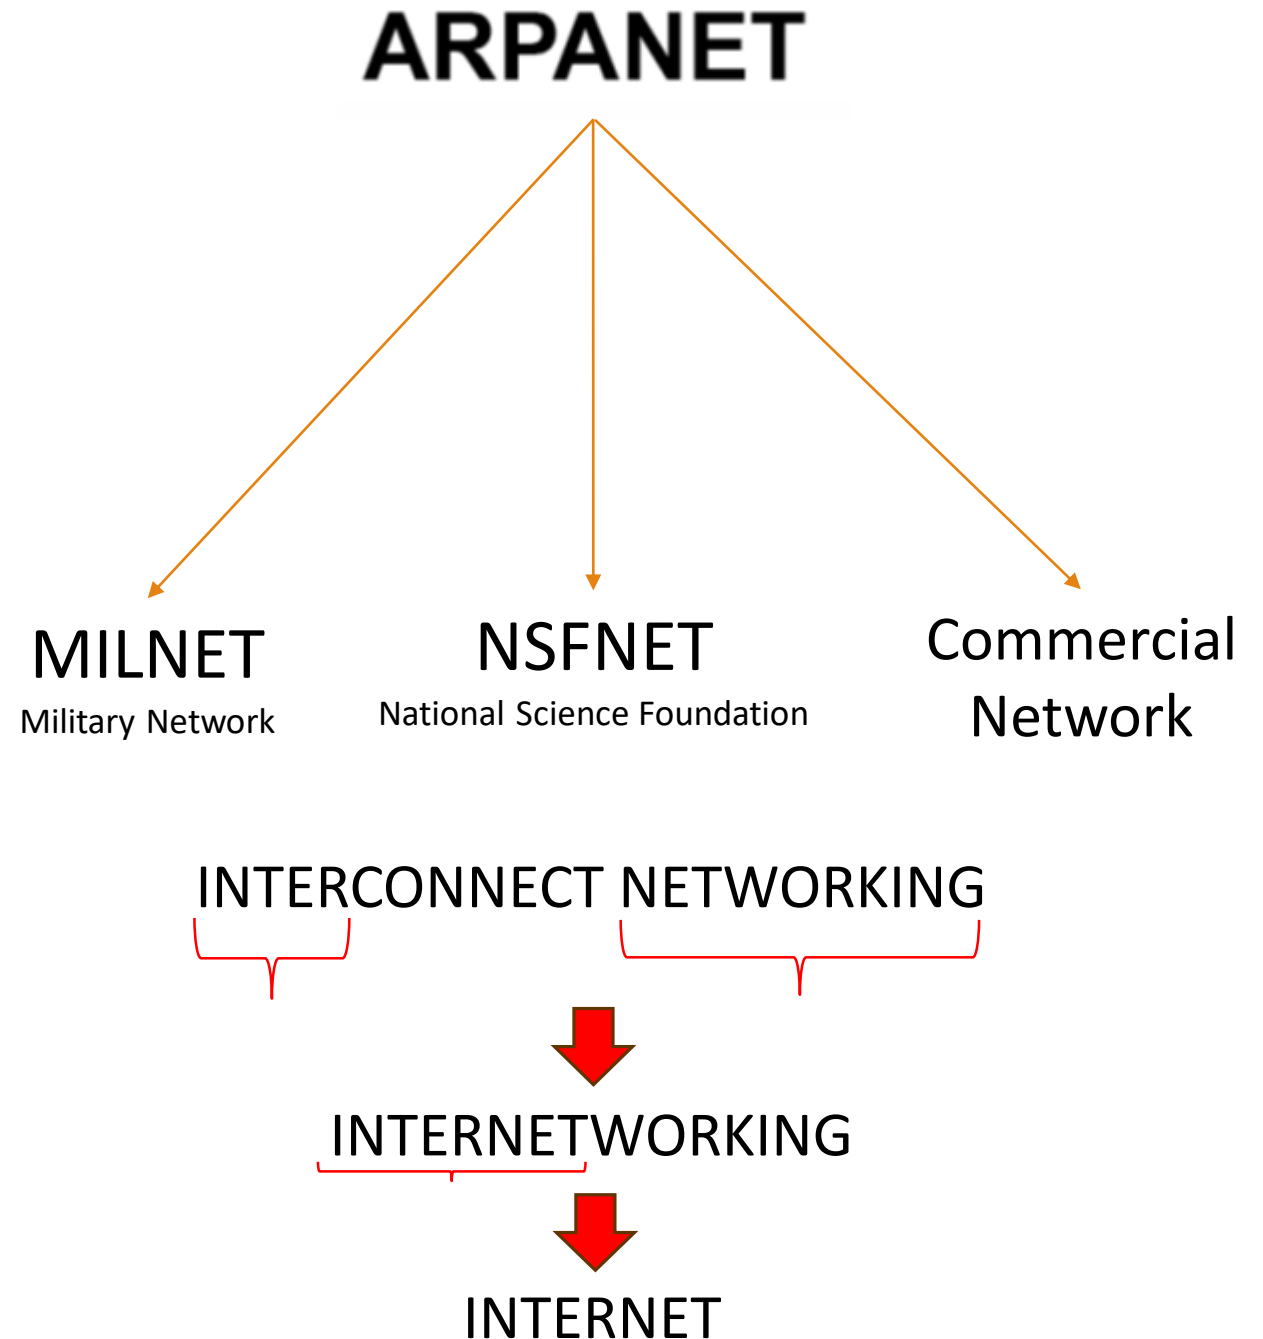 ARPANET
MILNET
Military Network
NSFNET
National Science Foundation
Commercial
Network
INTERCONNECT NETWORKING
INTERNETWORKING
INTERNET